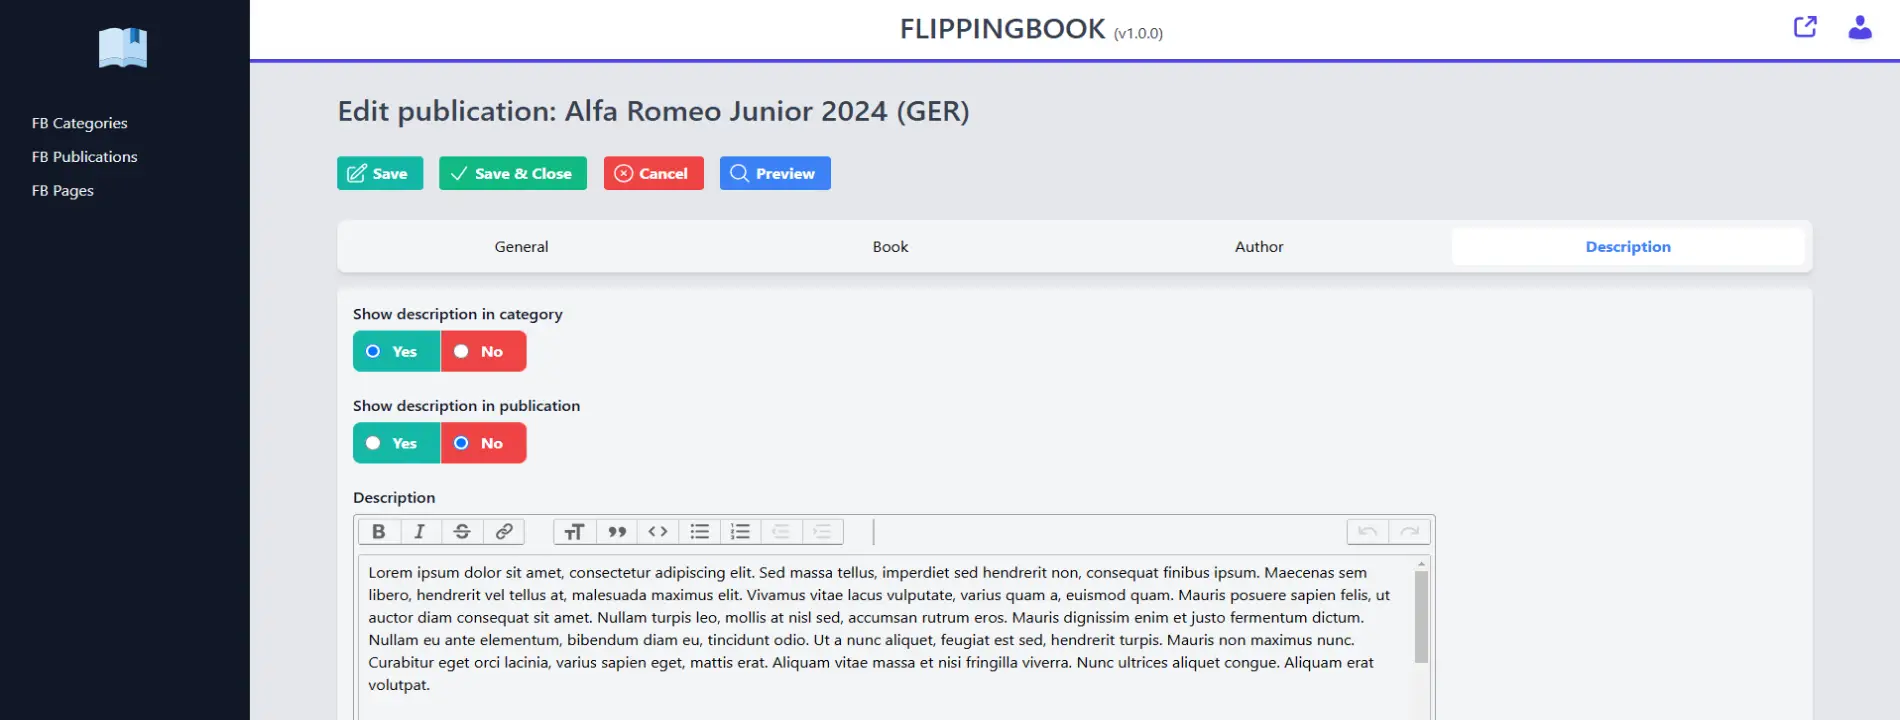 FLIPPINGBOOK (v1.0.0)
FB Categories
FB Publications
FB Pages
Edit publication: Alfa Romeo Junior 2024 (GER)
Save
Save & Close
Cancel
Preview
General
Book
Author
Description
Show description in category
Yes
No
Show description in publication
Yes
No
Description
Lorem ipsum dolor sit amet, consectetur adipiscing elit. Sed massa tellus, imperdiet sed hendrerit non, consequat finibus ipsum. Maecenas sem
libero, hendrerit vel tellus at, malesuada maximus elit. Vivamus vitae lacus vulputate, varius quam a, euismod quam. Mauris posuere sapien felis, ut
auctor diam consequat sit amet. Nullam turpis leo, mollis at nisl sed, accumsan rutrum eros. Mauris dignissim enim et justo fermentum dictum.
Nullam eu ante elementum, bibendum diam eu, tincidunt odio. Ut a nunc aliquet, feugiat est sed, hendrerit turpis. Mauris non maximus nunc.
Curabitur eget orci lacinia, varius sapien eget, mattis erat. Aliquam vitae massa et nisi fringilla viverra. Nunc ultrices aliquet congue. Aliquam erat
volutpat.